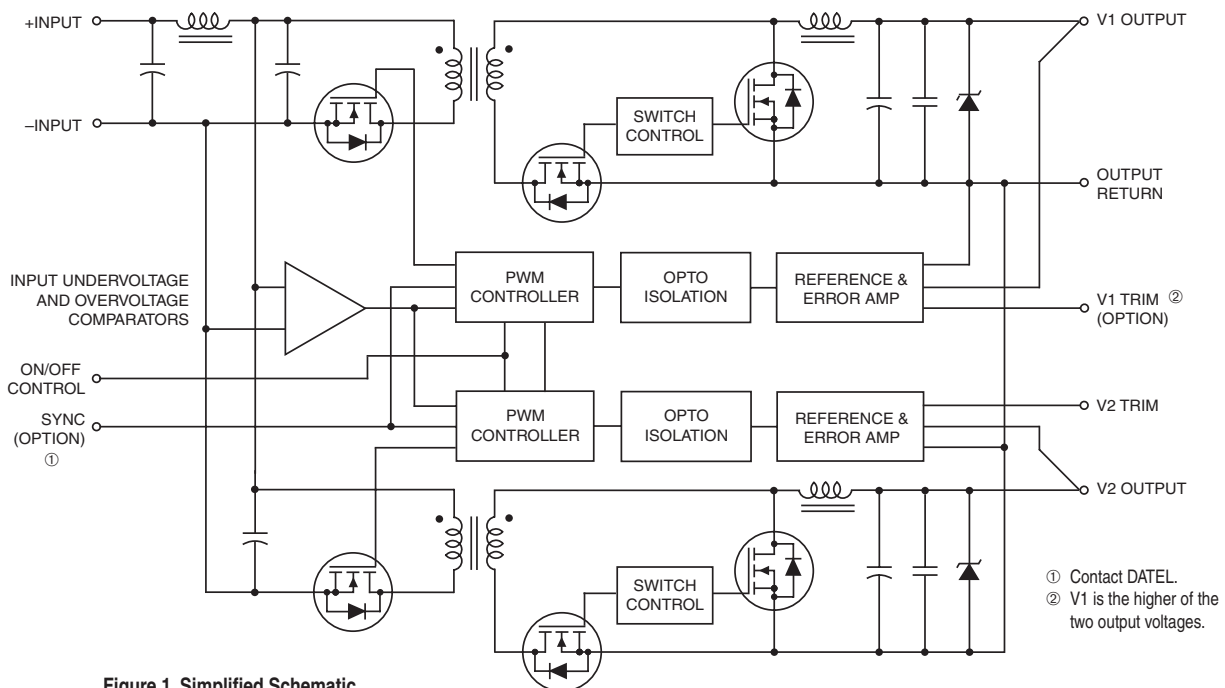 +INPUT
V1 OUTPUT
SWITCH
CONTROL
–INPUT
OUTPUT
RETURN
INPUT UNDERVOLTAGE
AND OVERVOLTAGE
COMPARATORS
PWM
CONTROLLER
OPTO
ISOLATION
REFERENCE &
ERROR AMP
V1 TRIM ②
(OPTION)
ON/OFF
CONTROL
SYNC
(OPTION)
①
PWM
CONTROLLER
OPTO
ISOLATION
REFERENCE &
ERROR AMP
V2 TRIM
V2 OUTPUT
SWITCH
CONTROL
① Contact DATEL.
② V1 is the higher of the
two output voltages.
Figure 1. Simplified Schematic